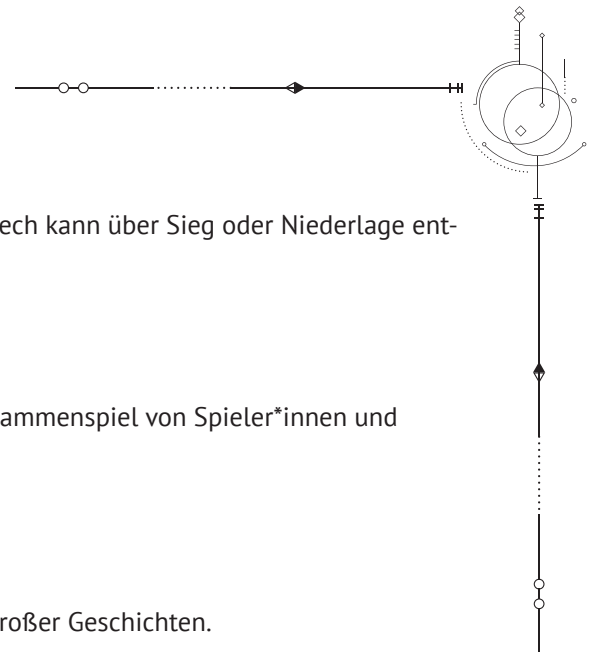 ech kann über Sieg oder Niederlage ent-
ammenspiel von Spieler*innen und
roßer Geschichten.